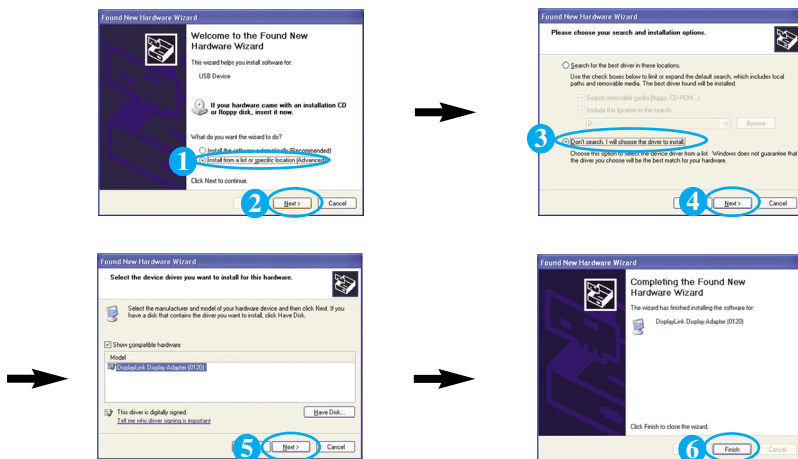 Found New Hardware Wizard
Welcome to the Found New
Hardware Wizard
This wizard helps you install software for:
USB Device
If your hardware came with an installation CD
or floppy disk, insert it now.
What do you want the wizard to do?
Install the software automatically (Recommended)
1
Install from a list or specific location (Advanced)
Click Next to continue.
2
Next >
Cancel
Found New Hardware Wizard
Please choose your search and installation options.
Search for the best driver in these locations.
Use the check boxes below to limit or expand the default search, which includes local
paths and removable media. The best driver found will be installed.
Search removable media (floppy, CD-ROM...)
Include this location in the search:
D:
Browse
3
Don't search. I will choose the driver to install.
Choose this option to select the device driver from a list. Windows does not guarantee that
the driver you choose will be the best match for your hardware.
4
Next >
Cancel
Found New Hardware Wizard
Select the device driver you want to install for this hardware.
Select the manufacturer and model of your hardware device and then click Next. If you
have a disk that contains the driver you want to install, click Have Disk.
Show compatible hardware
Model
DisplayLink Display Adapter (0120)
This driver is digitally signed.
Have Disk...
Tell me why driver signing is important
5
Next >
Cancel
Found New Hardware Wizard
Completing the Found New
Hardware Wizard
The wizard has finished installing the software for:
DisplayLink Display Adapter (0120)
Click Finish to close the wizard.
6
Finish
Cancel